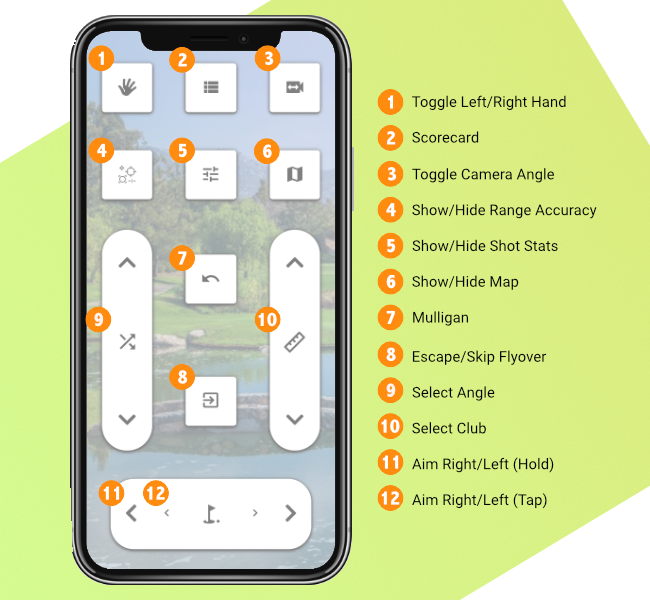 1
2
3
4
5
6
7
8
9
10
11
12
1 Toggle Left/Right Hand
2 Scorecard
3 Toggle Camera Angle
4 Show/Hide Range Accuracy
5 Show/Hide Shot Stats
6 Show/Hide Map
7 Mulligan
8 Escape/Skip Flyover
9 Select Angle
10 Select Club
11 Aim Right/Left (Hold)
12 Aim Right/Left (Tap)